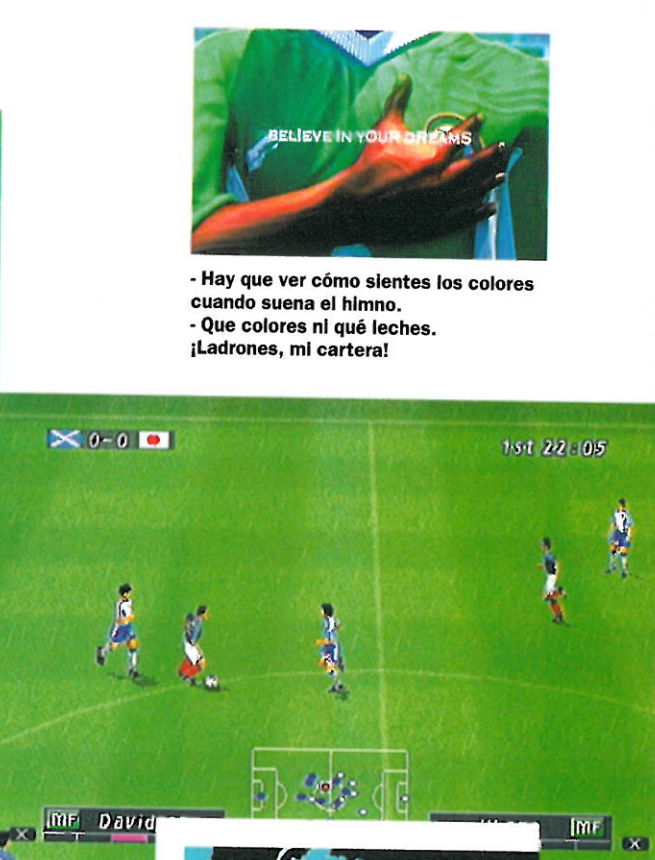 BELIEVE IN YOUR DREAMS
- Hay que ver cómo sientes los colores
cuando suena el himno.
- Que colores ni qué leches.
¡Ladrones, mi cartera!
0-0
1st 22:05
MF
MF
X
X